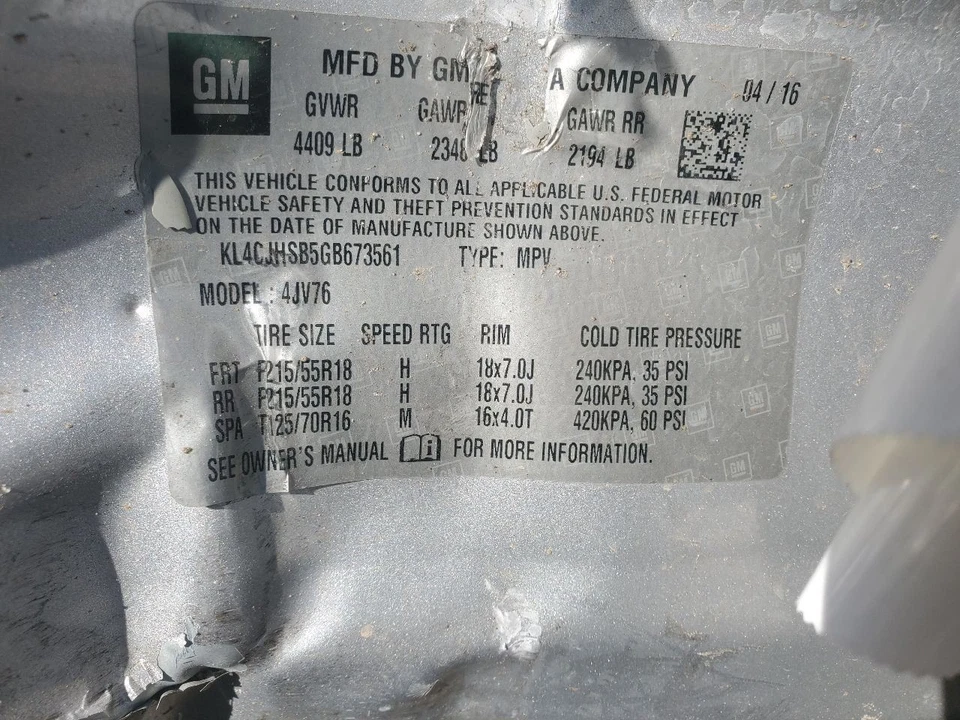 GM
MFD BY GM A COMPANY 04/16
GVWR GAWR GAWR RR
4409 LB LB 2194 LB
THIS VEHICLE CONFORMS TO ALL APPLICABLE U.S. FEDERAL MOTOR
VEHICLE SAFETY AND THEFT PREVENTION STANDARDS IN EFFECT
ON THE DATE OF MANUFACTURE SHOWN ABOVE.
KL4CJHSB5GB673561 TYPE: MPV
MODEL : 4JV76
TIRE SIZE SPEED RTG RIM COLD TIRE PRESSURE
FRT P215/55R18 H 18x7.0J 240KPA, 35 PSI
RR P215/55R18 H 18x7.0J 240KPA, 35 PSI
SPA T125/70R16 M 16x4.0T 420KPA, 60 PSI
SEE OWNER'S MANUAL i FOR MORE INFORMATION.